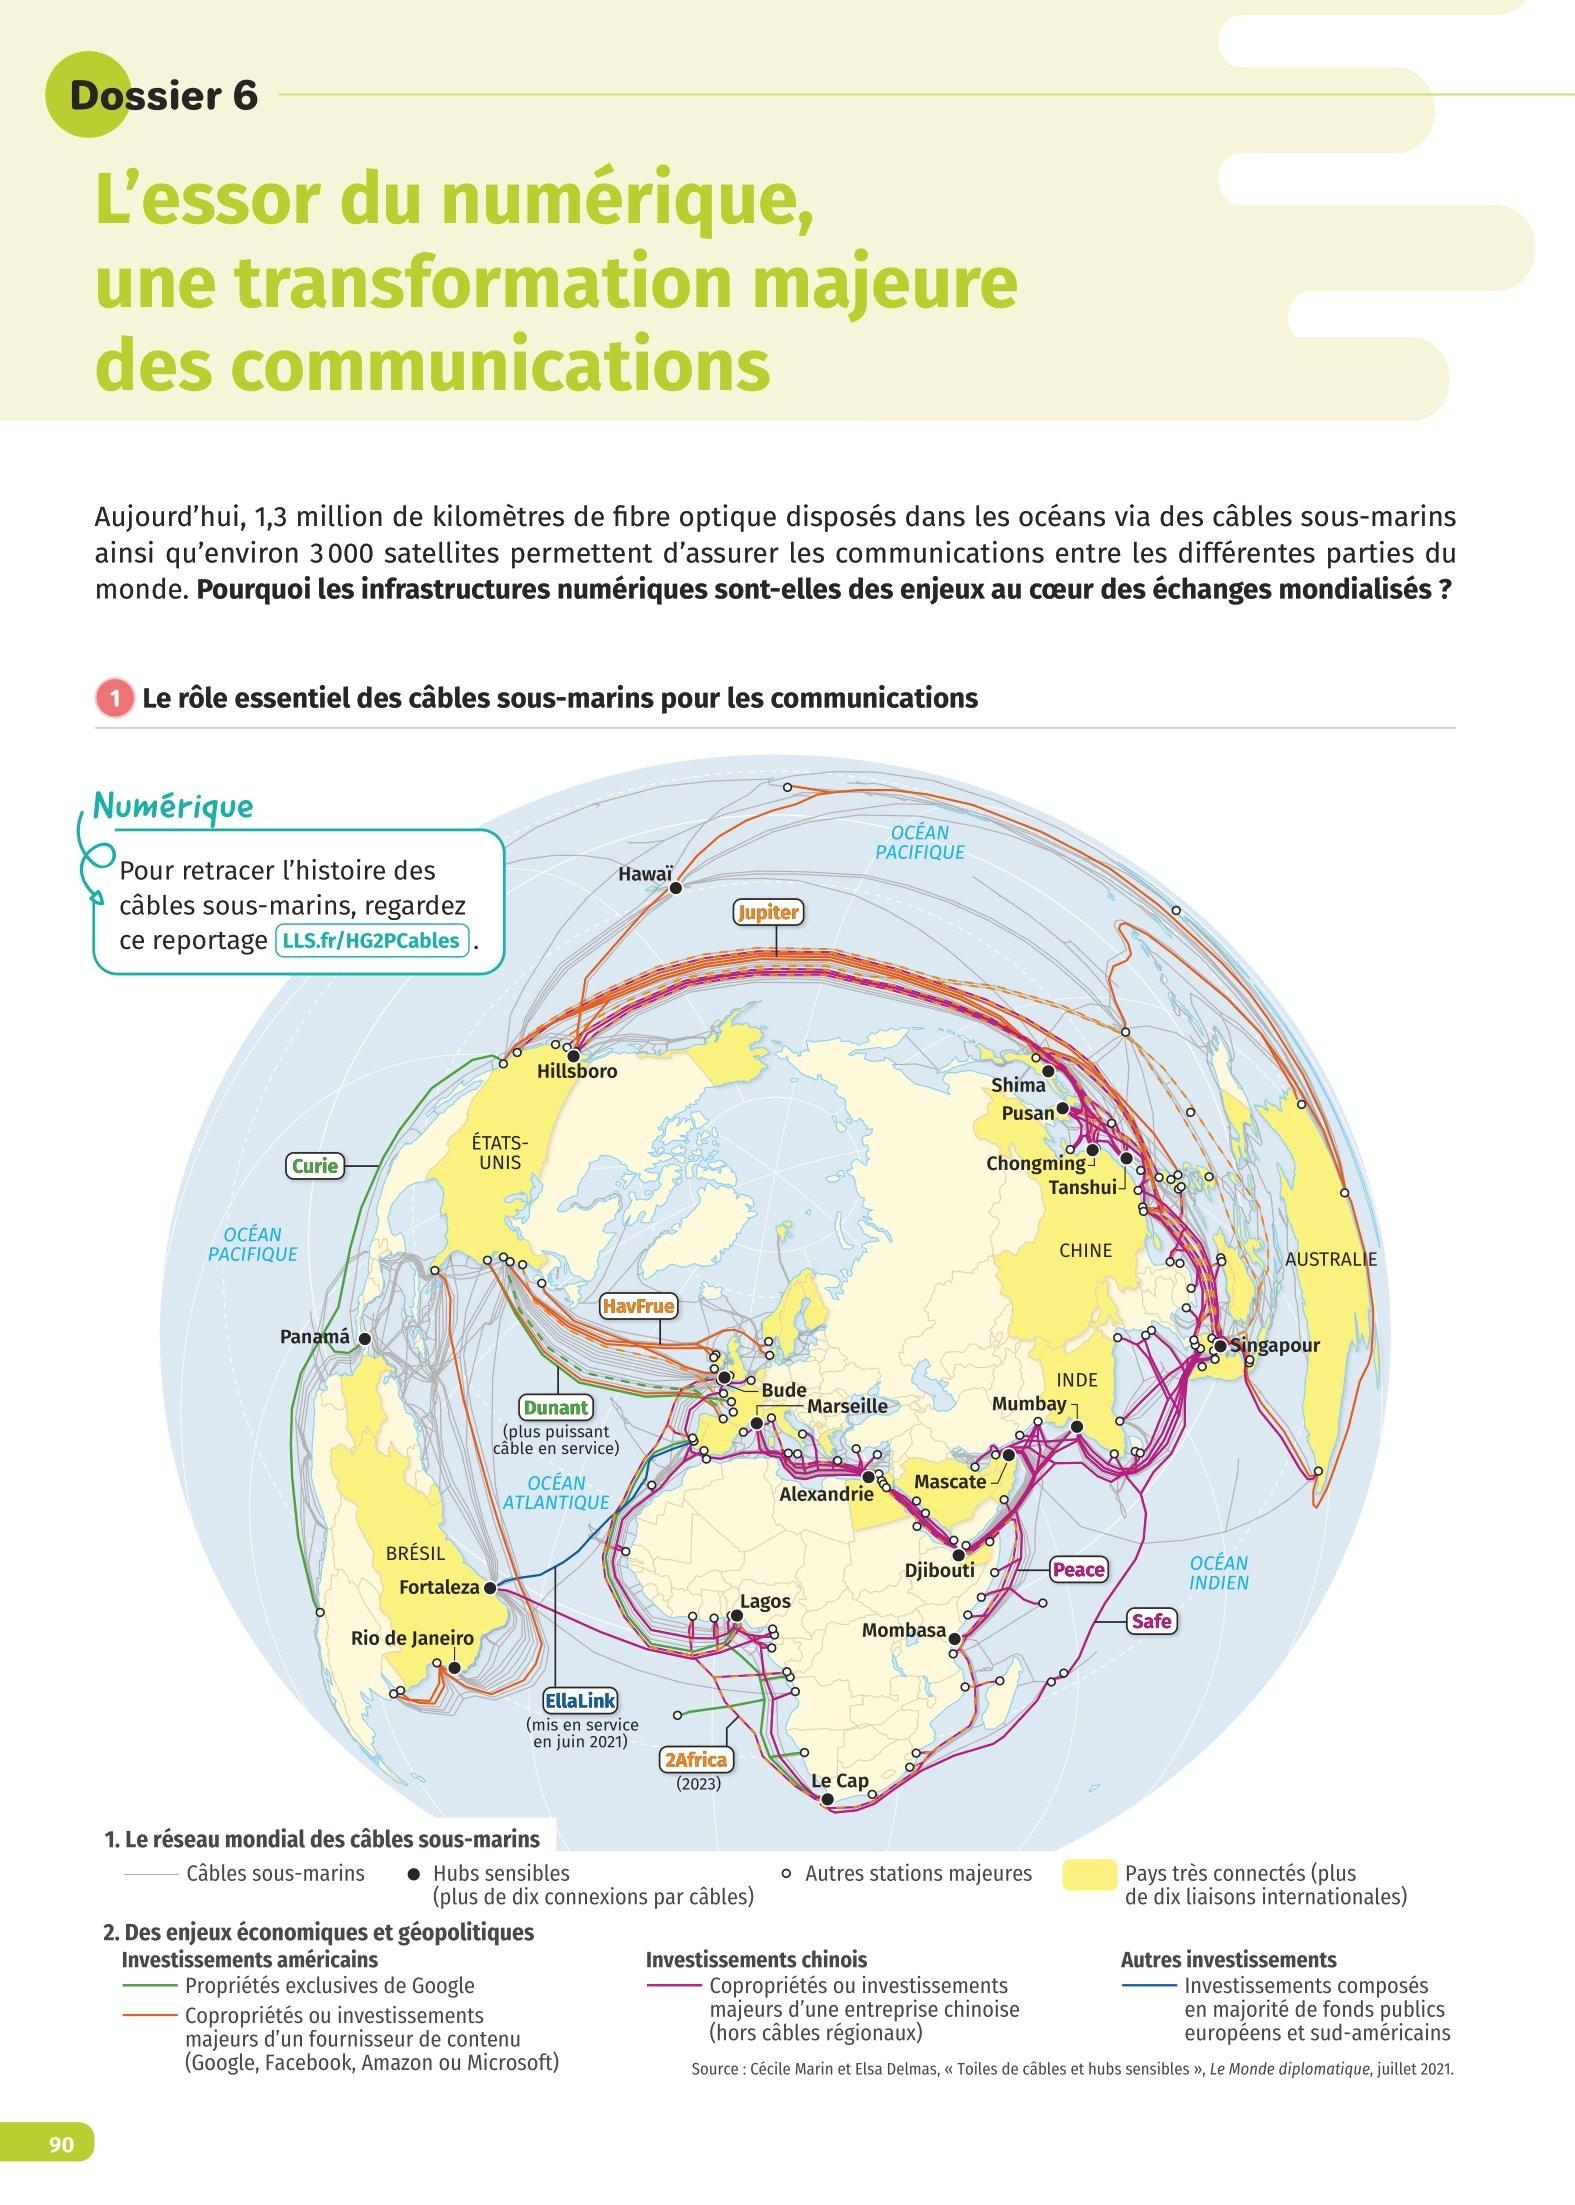 Dossier 6
L'essor du numérique,
une transformation majeure
des communications
Aujourd'hui, 1,3 million de kilomètres de fibre optique disposés dans les océans via des câbles sous-marins
ainsi qu'environ 3 000 satellites permettent d'assurer les communications entre les différentes parties du
monde. Pourquoi les infrastructures numériques sont-elles des enjeux au cœur des échanges mondialisés ?
1 Le rôle essentiel des câbles sous-marins pour les communications
Numérique
Pour retracer l'histoire des
câbles sous-marins, regardez
ce reportage LLS.fr/HG2PCables .
OCÉAN
PACIFIQUE
Hawaï
Jupiter
Hillsboro
Shima
Pusan
Chongming
Tanshui
ÉTATS-
UNIS
Curie
OCÉAN
PACIFIQUE
CHINE
AUSTRALIE
HavFrue
Panamá
Singapour
INDE
Bude
Mumbay
Dunant
(plus puissant
câble en service)
Marseille
OCÉAN
ATLANTIQUE
Alexandrie
Mascate
BRÉSIL
Fortaleza
Djibouti
Peace
OCÉAN
INDIEN
Lagos
Safe
Rio de Janeiro
Mombasa
EllaLink
(mis en service
en juin 2021)
2Africa
(2023)
Le Cap
1. Le réseau mondial des câbles sous-marins
Câbles sous-marins
Hubs sensibles
(plus de dix connexions par câbles)
Autres stations majeures
Pays très connectés (plus
de dix liaisons internationales)
2. Des enjeux économiques et géopolitiques
Investissements américains
Propriétés exclusives de Google
Copropriétés ou investissements
majeurs d'un fournisseur de contenu
(Google, Facebook, Amazon ou Microsoft)
Investissements chinois
Copropriétés ou investissements
majeurs d'une entreprise chinoise
(hors câbles régionaux)
Autres investissements
Investissements composés
en majorité de fonds publics
européens et sud-américains
Source : Cécile Marin et Elsa Delmas, « Toiles de câbles et hubs sensibles », Le Monde diplomatique, juillet 2021.
90